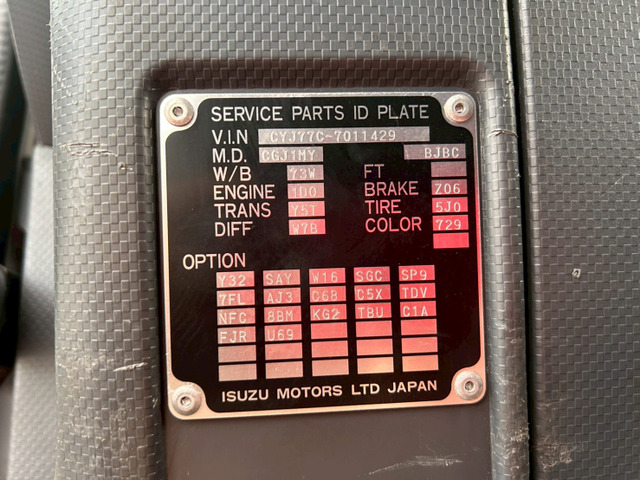 SERVICE PARTS ID PLATE
V.I.N CYJ77C-7011429
M.D. CGJ1MY BJBC
W/B 73W FT
ENGINE 1D0 BRAKE Z06
TRANS Y5T TIRE 5J0
DIFF W7B COLOR 729
OPTION
Y32 SAY W16 SGC SP9
7FL AJ3 C6B C5X TDV
NFC 8BM KG2 TBU C1A
FJR U69
ISUZU MOTORS LTD JAPAN